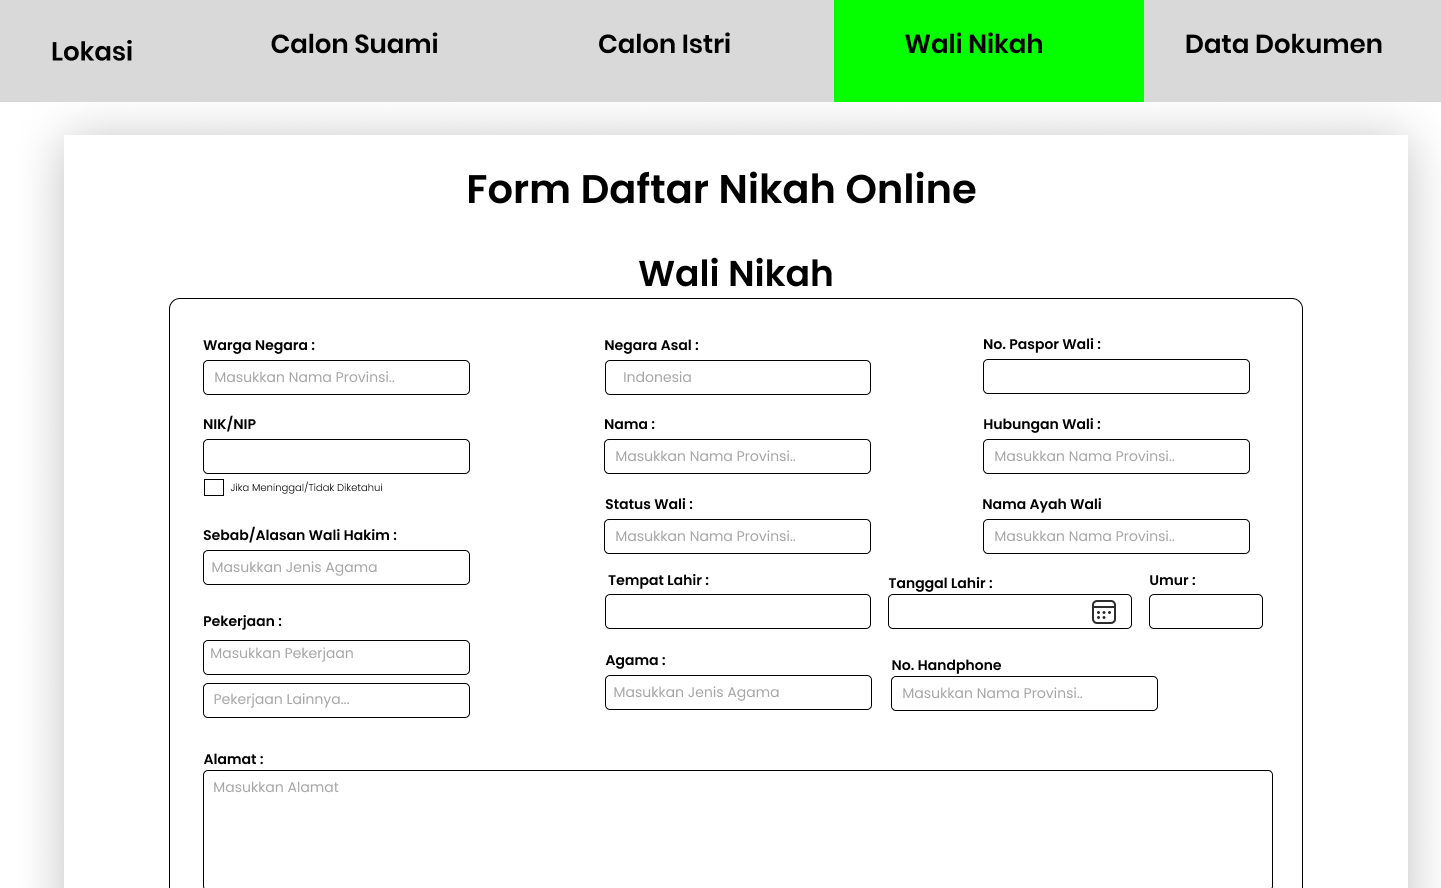 Lokasi
Calon Suami
Calon Istri
Wali Nikah
Data Dokumen
Form Daftar Nikah Online
Wali Nikah
Warga Negara :
Negara Asal :
No. Paspor Wali :
Masukkan Nama Provinsi..
Indonesia
NIK/NIP
Nama :
Hubungan Wali :
Masukkan Nama Provinsi..
Masukkan Nama Provinsi..
Jika Meninggal/Tidak Diketahui
Status Wali :
Nama Ayah Wali
Masukkan Nama Provinsi..
Masukkan Nama Provinsi..
Sebab/Alasan Wali Hakim :
Masukkan Jenis Agama
Tempat Lahir :
Tanggal Lahir :
Umur :
Pekerjaan :
Masukkan Pekerjaan
Pekerjaan Lainnya...
Agama :
No. Handphone
Masukkan Jenis Agama
Masukkan Nama Provinsi..
Alamat :
Masukkan Alamat